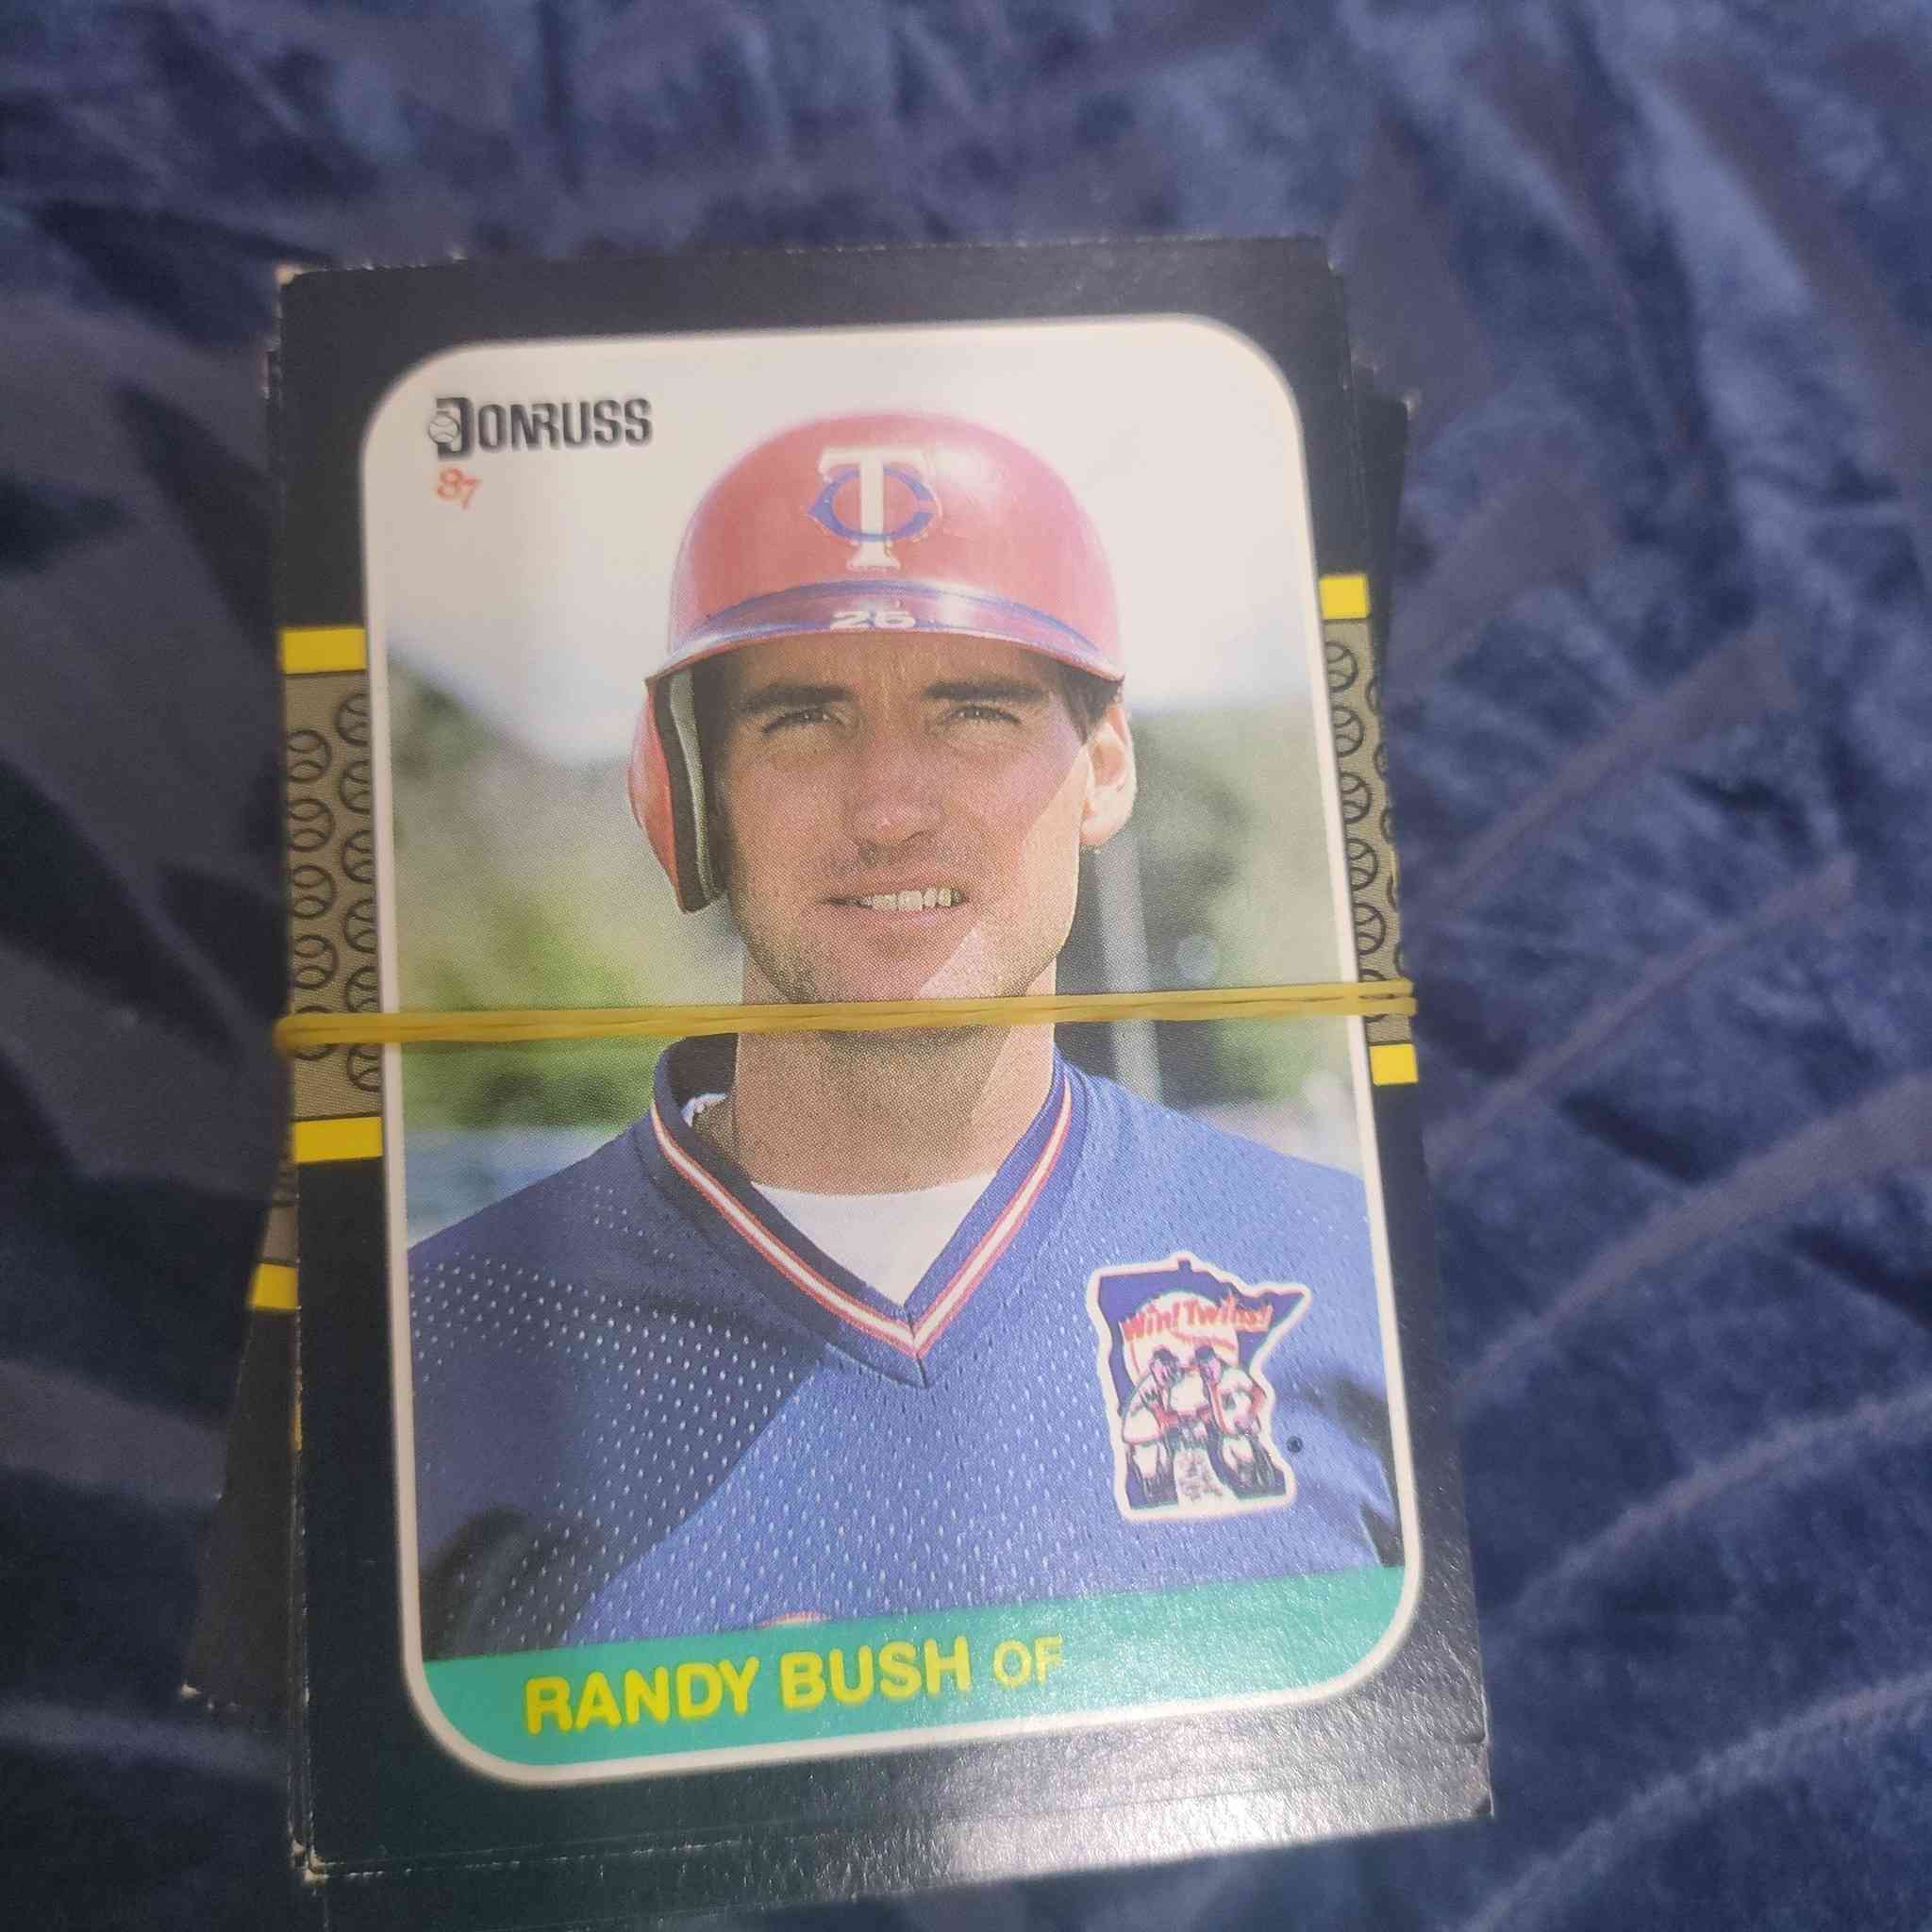 DONRUSS
87
TC
25
Win! Twins!
RANDY BUSH OF